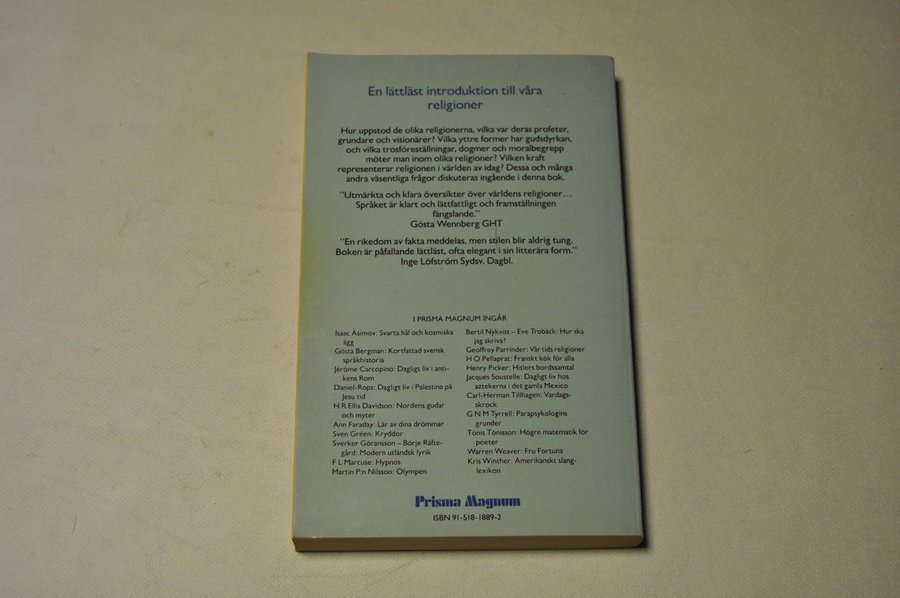 En lättläst introduktion till våra
religioner
Hur uppstod de olika religionerna, vilka var deras profeter,
grundare och visionärer? Vilka yttre former har gudsdyrkan,
och vilka trosföreställningar, dogmer och moralbegrepp
möter man inom olika religioner? Vilken kraft
representerar religionen i världen av idag? Dessa och många
andra väsentliga frågor diskuteras ingående i denna bok.
"Utmärkta och klara översikter över världens religioner…
Språket är klart och lättfattligt och framställningen
fängslande."
Gösta Wennberg GHT
"En rikedom av fakta meddelas, men stilen blir aldrig tung.
Boken är påfallande lättläst, ofta elegant i sin litterära form."
Inge Löfström Sydsv. Dagbl.
I PRISMA MAGNUM INGÅR
Isaac Asimov: Svarta hål och kosmiska
ägg
Gösta Bergman: Kortfattad svensk
språkhistoria
Jerôme Carcopino: Dagligt liv i anti-
kens Rom
Daniel-Rops: Dagligt liv i Palestina på
Jesu tid
H R Ellis Davidson: Nordens gudar
och myter
Ann Faraday: Lär av dina drömmar
Sven Green: Kryddor
Sverker Göransson – Börje Räfte-
gård: Modern utländsk lyrik
F L Marcuse: Hypnos
Martin P:n Nilsson: Olympen
Bertil Nykvist – Eve Trobäck: Hur ska
jag skriva?
Geoffrey Parrinder: Vår tids religioner
H O Pellaprat: Franskt kök för alla
Henry Picker: Hitlers bordssamtal
Jacques Soustelle: Dagligt liv hos
aztekerna i det gamla Mexico
Carl-Herman Tillhagen: Vardags-
skrock
G N M Tyrrell: Parapsykologins
grunder
Tönis Tönisson: Högre matematik för
poeter
Warren Weaver: Fru Fortuna
Kris Winther: Amerikanskt slang-
lexikon
Prisma Magnum
ISBN 91-518-1889-2